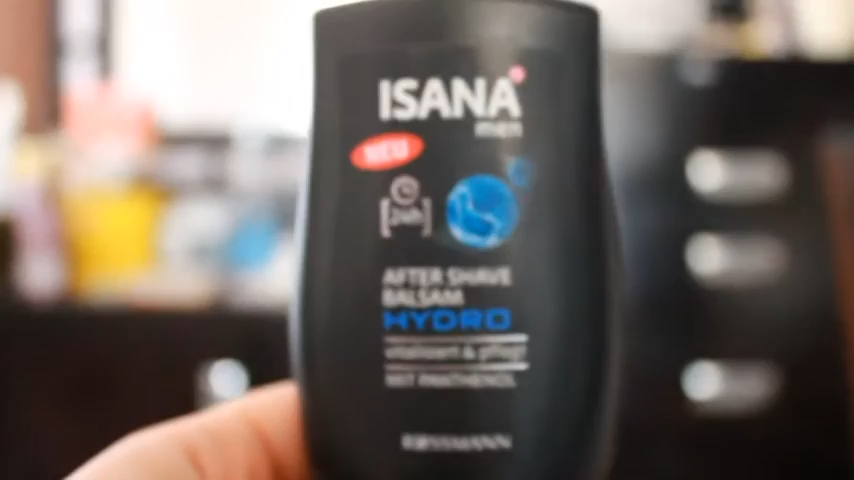 ISANA
men
NEU
24h
AFTER SHAVE
BALSAM
HYDRO
vitalisiert & pflegt
MIT PANTHENOL
ROSSMANN